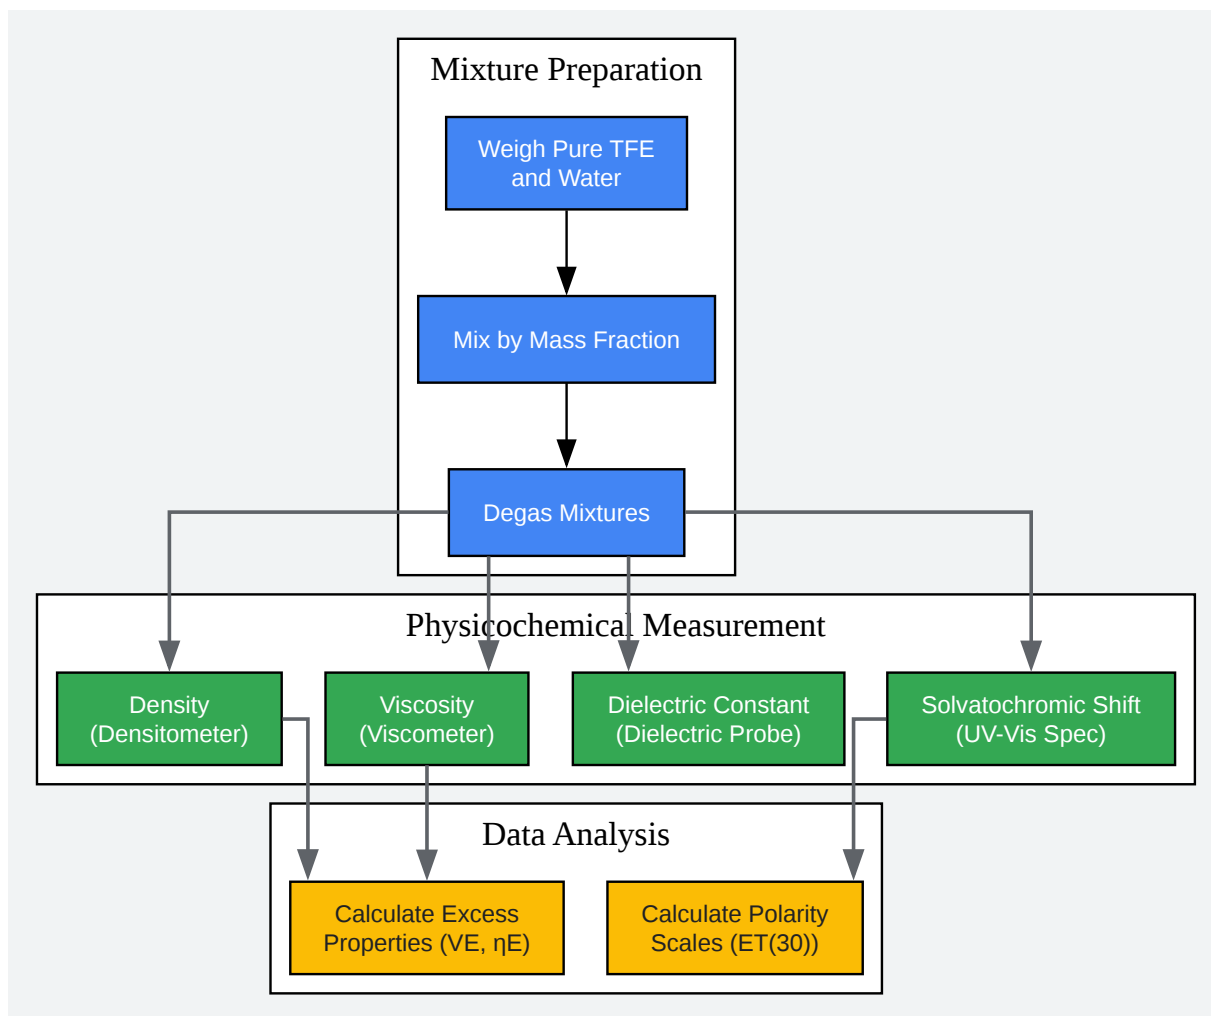 Mixture Preparation
Weigh Pure TFE
and Water
Mix by Mass Fraction
Degas Mixtures
Physicochemical Measurement
Density
(Densitometer)
Viscosity
(Viscometer)
Dielectric Constant
(Dielectric Probe)
Solvatochromic Shift
(UV-Vis Spec)
Data Analysis
Calculate Excess
Properties (VE, ηE)
Calculate Polarity
Scales (ET(30))